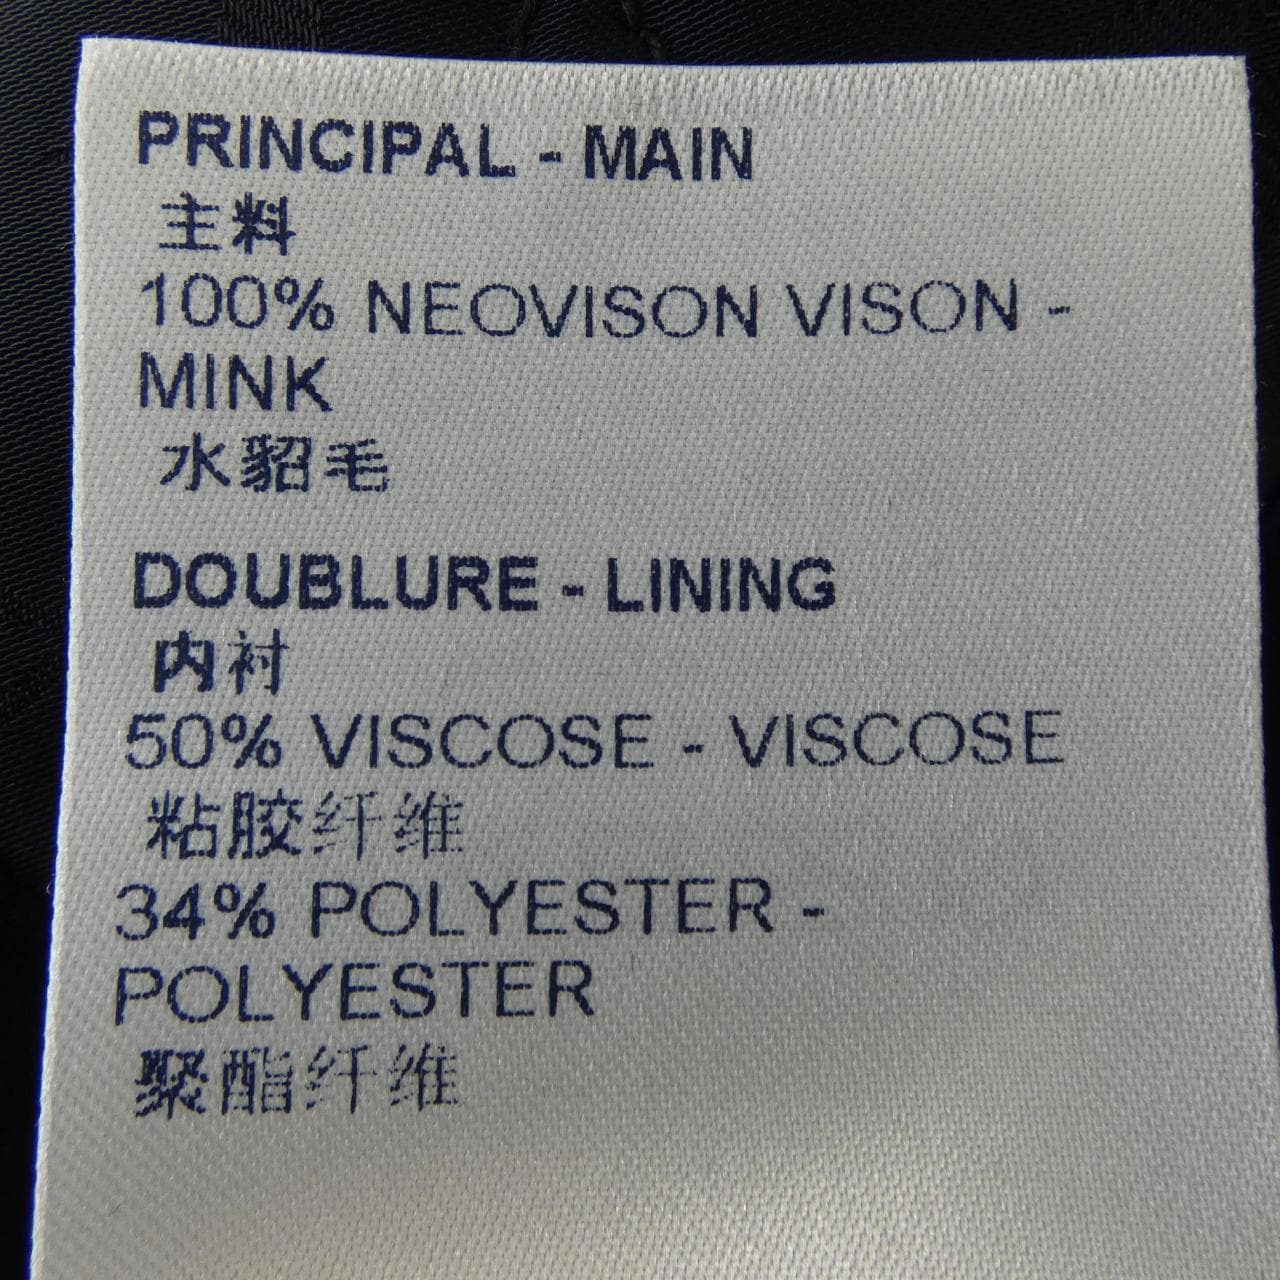 PRINCIPAL - MAIN
主料
100% NEOVISON VISON -
MINK
水貂毛
DOUBLURE - LINING
内衬
50% VISCOSE - VISCOSE
粘胶纤维
34% POLYESTER -
POLYESTER
聚酯纤维